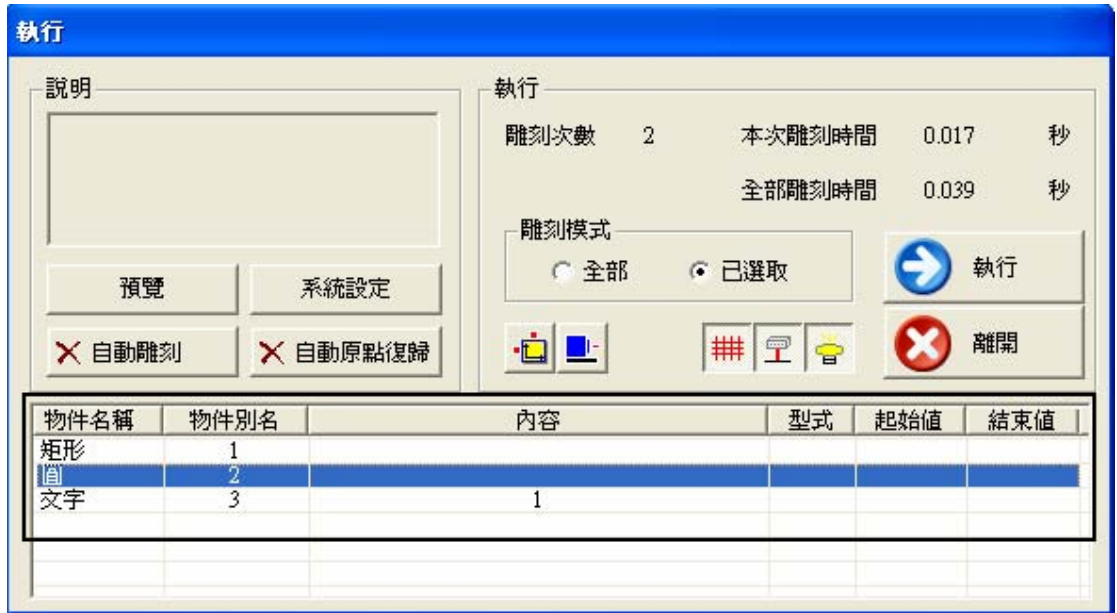 執行
說明
預覽
系統設定
自動雕刻
自動原點復歸
執行
雕刻次數 2 本次雕刻時間 0.017 秒
全部雕刻時間 0.039 秒
雕刻模式
全部 已選取
執行
離開
物件名稱 物件別名 內容 型式 起始值 結束值
矩形 1
圓 2
文字 3 1